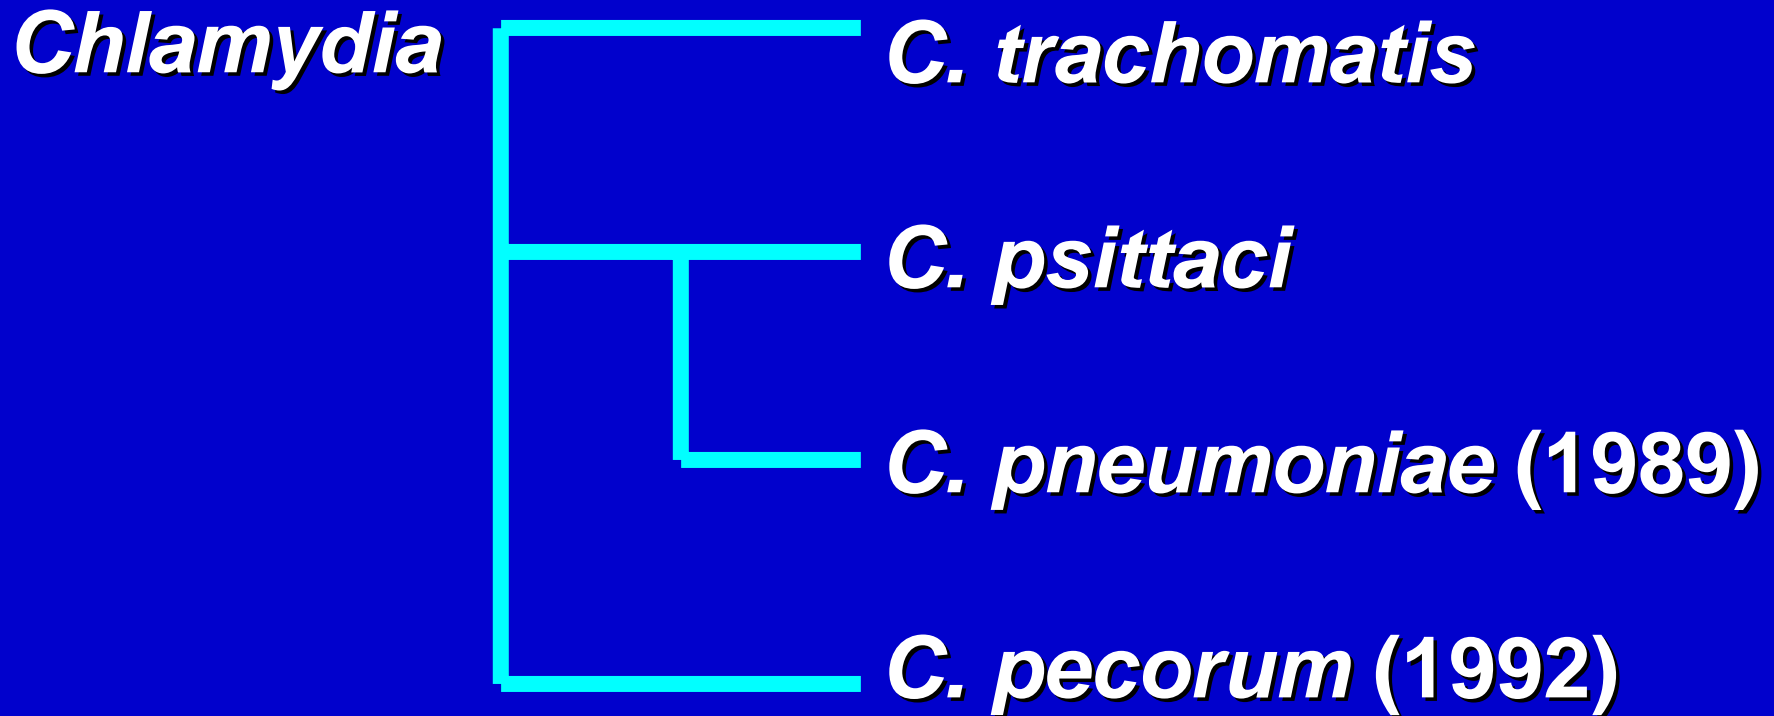 Chlamydia
C. trachomatis
C. psittaci
C. pneumoniae (1989)
C. pecorum (1992)